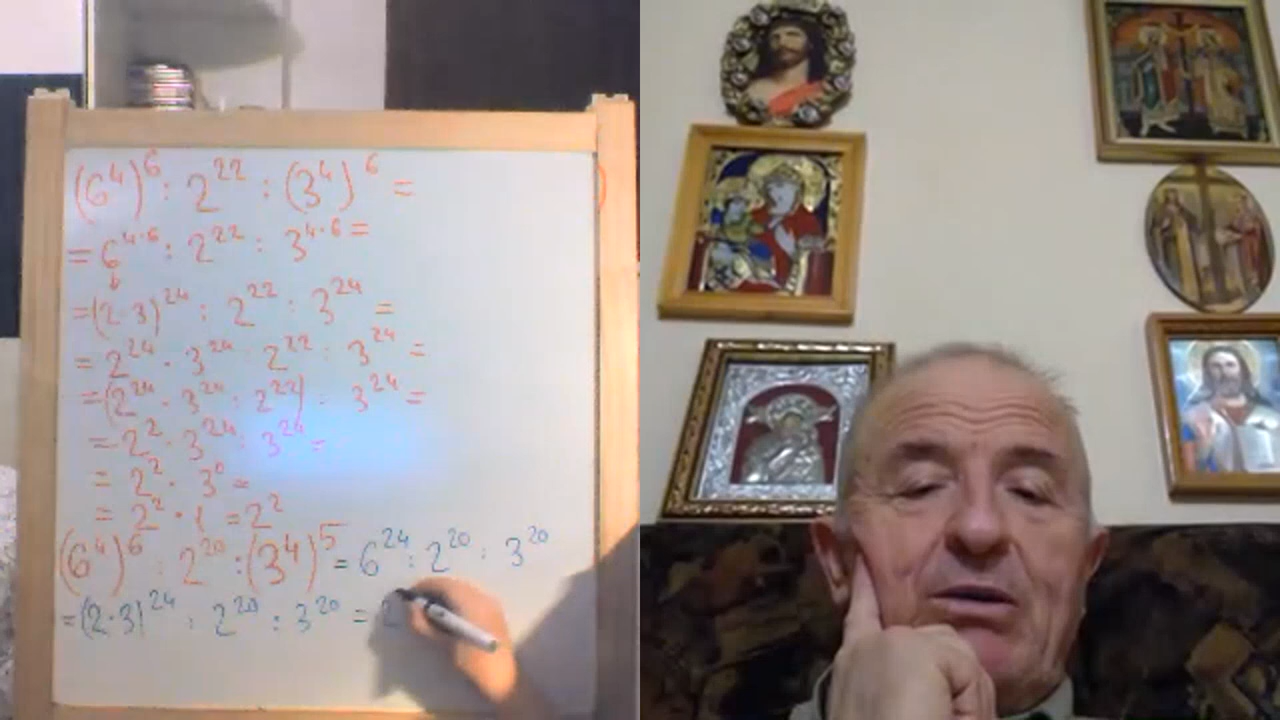 (6⁴)⁶ : 2²² : (3⁴)⁶ =
= 6⁴·⁶ : 2²² : 3⁴·⁶ =
= (2·3)²⁴ : 2²² : 3²⁴ =
= 2²⁴ · 3²⁴ : 2²² : 3²⁴ =
= (2²⁴ · 3²⁴ : 2²²) : 3²⁴ =
= 2² · 3²⁴ : 3²⁴ =
= 2² · 3⁰ =
= 2² · 1 = 2²
(6⁴)⁶ : 2²⁰ : (3⁴)⁵ = 6²⁴ : 2²⁰ : 3²⁰
= (2·3)²⁴ : 2²⁰ : 3²⁰ = 2